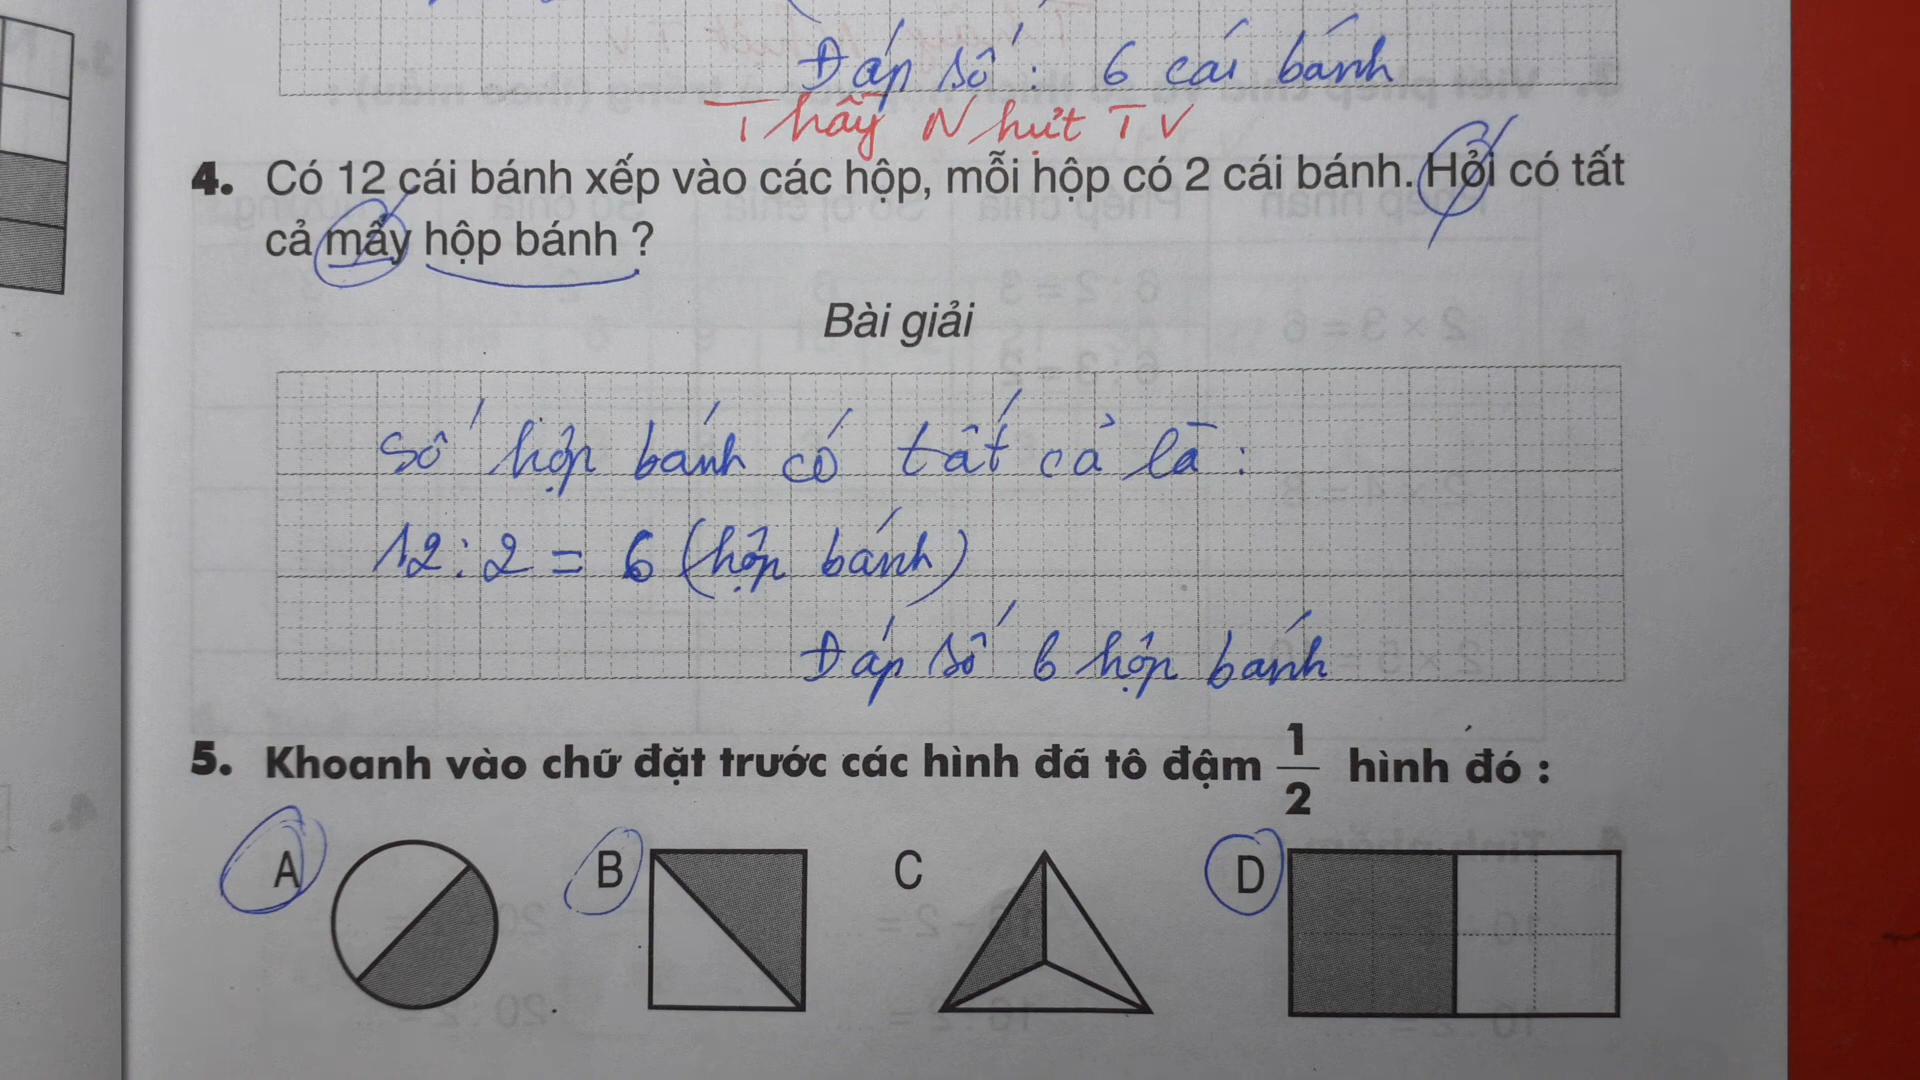 Đáp số : 6 cái bánh
Thầy Nhựt TV
4. Có 12 cái bánh xếp vào các hộp, mỗi hộp có 2 cái bánh. Hỏi có tất
cả mấy hộp bánh ?
Bài giải
Số hộp bánh có tất cả là :
12 : 2 = 6 (hộp bánh)
Đáp số 6 hộp bánh
5. Khoanh vào chữ đặt trước các hình đã tô đậm 1/2 hình đó :
A B C D